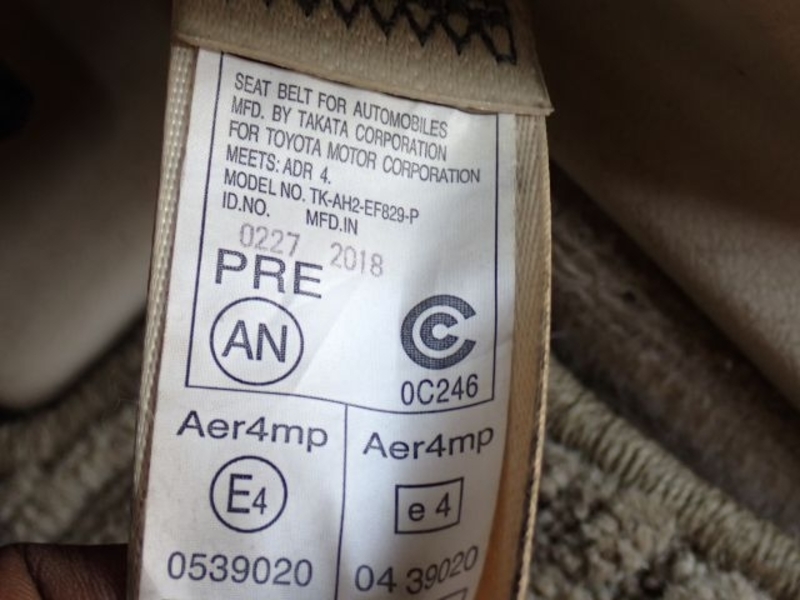 SEAT BELT FOR AUTOMOBILES
MFD. BY TAKATA CORPORATION
FOR TOYOTA MOTOR CORPORATION
MEETS: ADR 4.
MODEL NO. TK-AH2-EF829-P
ID.NO. MFD.IN
0227 2018
PRE
AN
0C246
Aer4mp Aer4mp
E4 e 4
0539020 04 39020